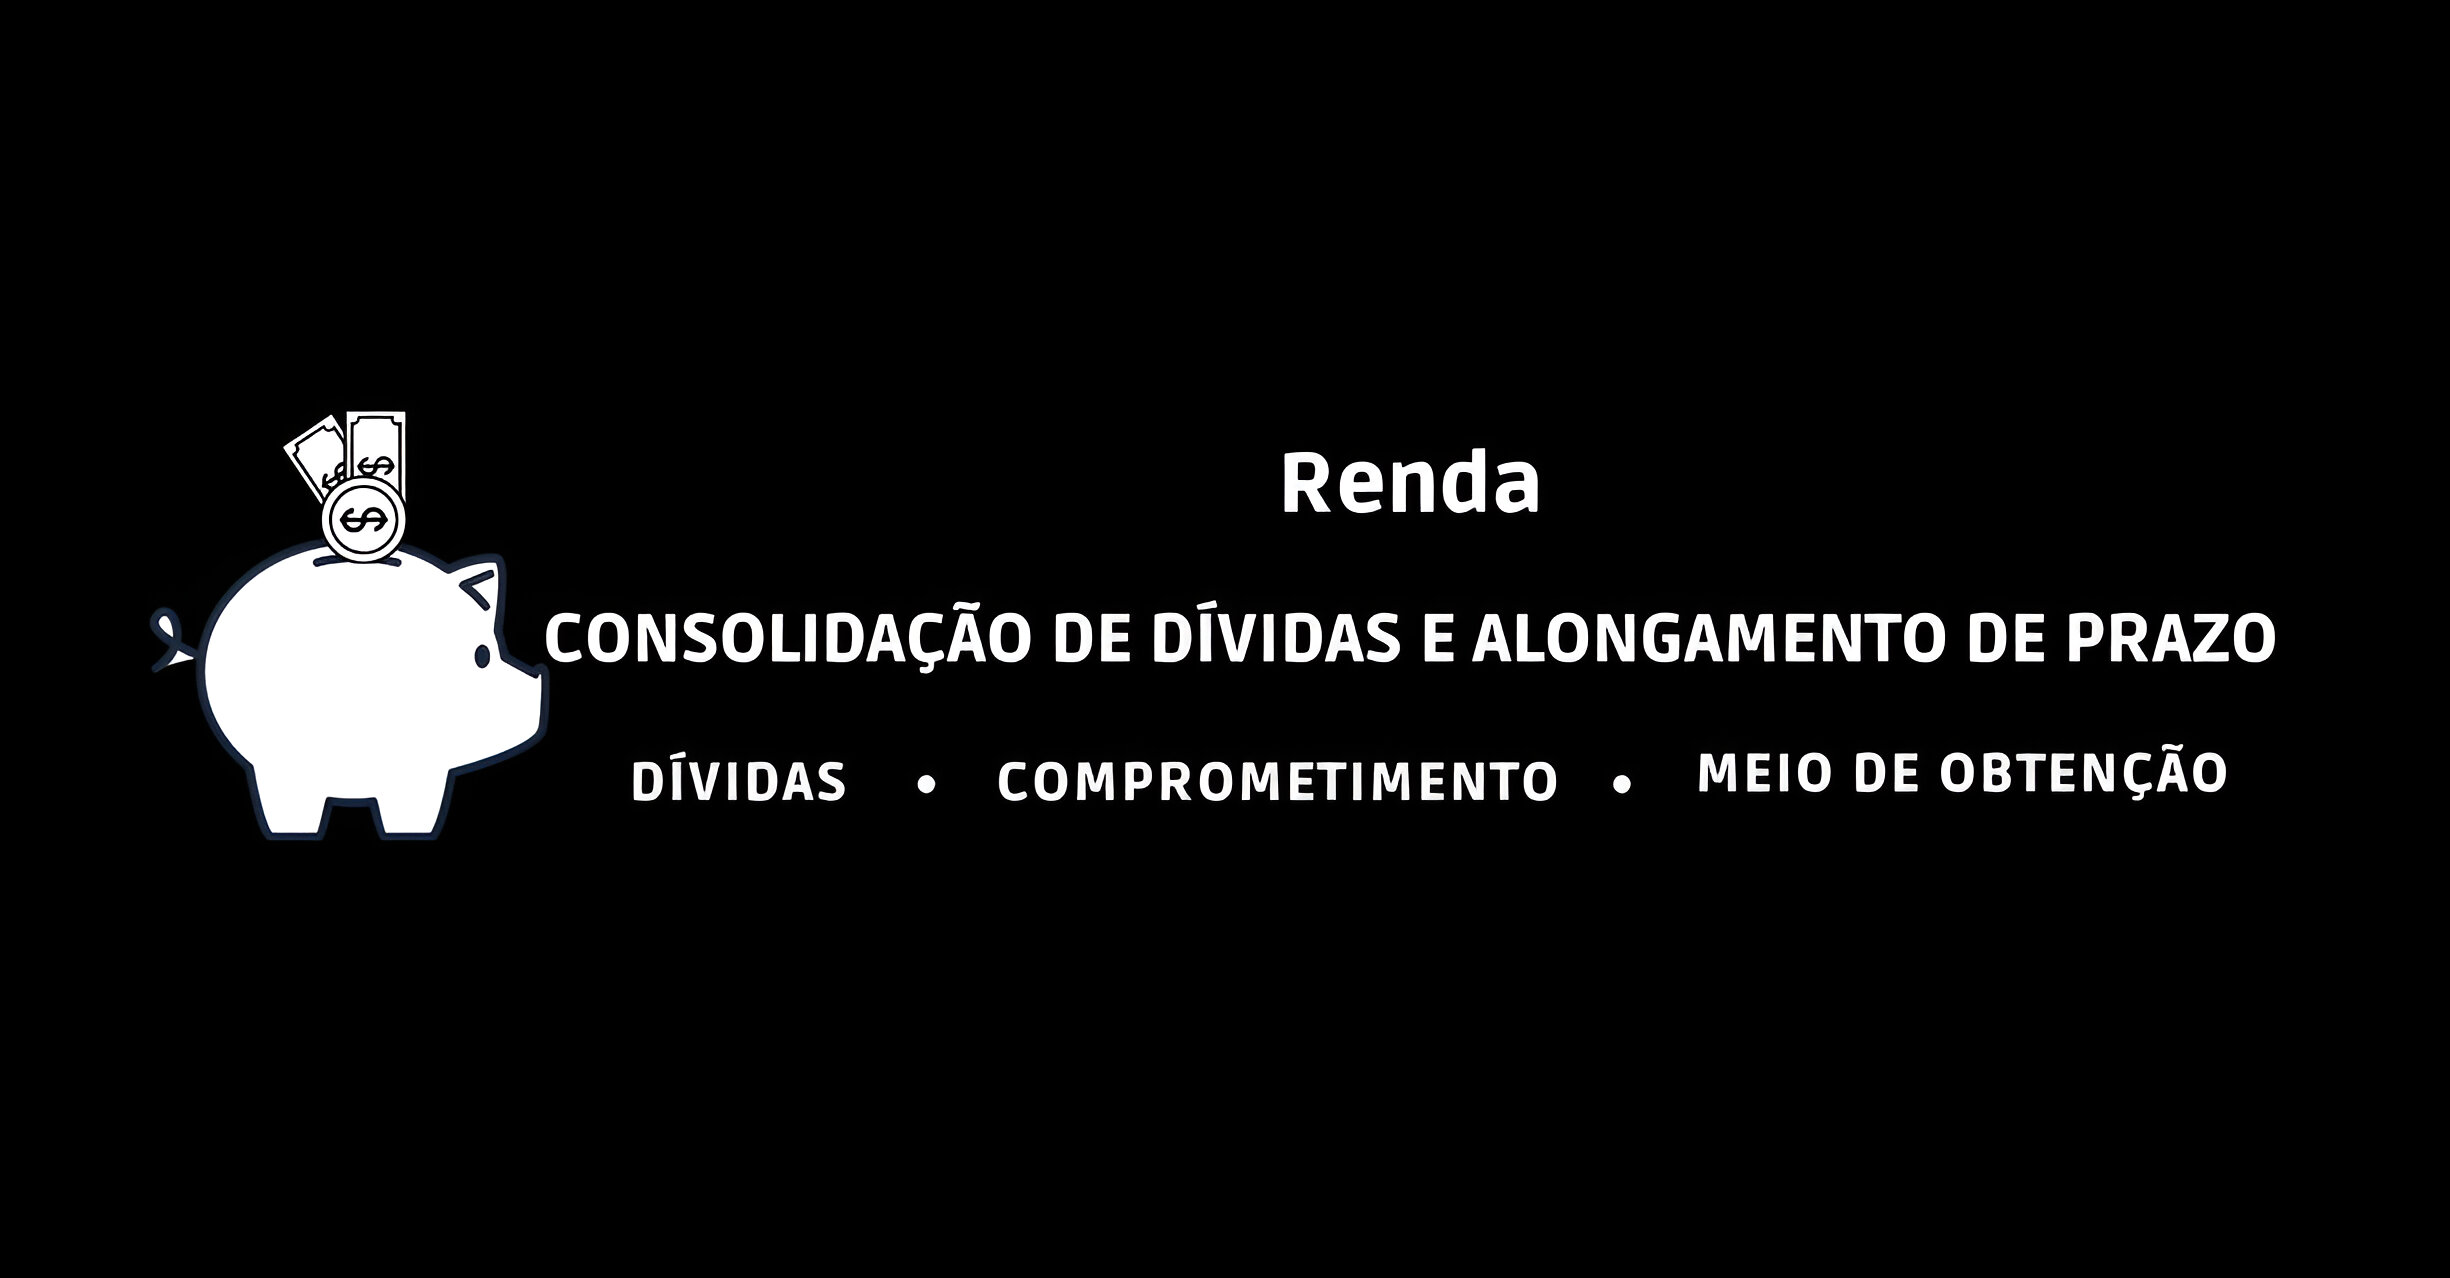 Renda
CONSOLIDAÇÃO DE DÍVIDAS E ALONGAMENTO DE PRAZO
DÍVIDAS • COMPROMETIMENTO • MEIO DE OBTENÇÃO